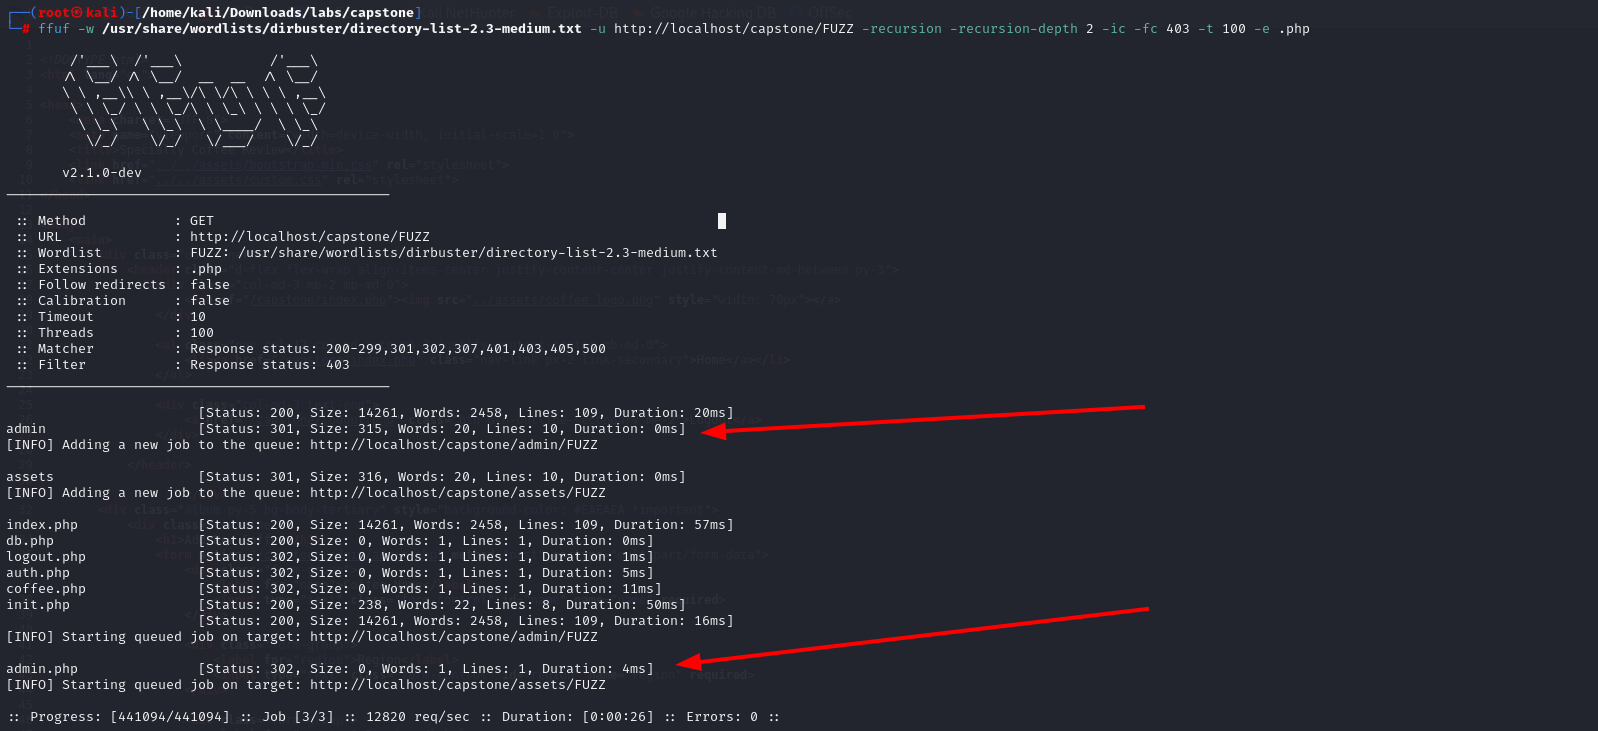 (root㉿kali)-[/home/kali/Downloads/labs/capstone]
# ffuf -w /usr/share/wordlists/dirbuster/directory-list-2.3-medium.txt -u http://localhost/capstone/FUZZ -recursion -recursion-depth 2 -ic -fc 403 -t 100 -e .php
v2.1.0-dev
:: Method : GET
:: URL : http://localhost/capstone/FUZZ
:: Wordlist : FUZZ: /usr/share/wordlists/dirbuster/directory-list-2.3-medium.txt
:: Extensions : .php
:: Follow redirects : false
:: Calibration : false
:: Timeout : 10
:: Threads : 100
:: Matcher : Response status: 200-299,301,302,307,401,403,405,500
:: Filter : Response status: 403
[Status: 200, Size: 14261, Words: 2458, Lines: 109, Duration: 20ms]
admin [Status: 301, Size: 315, Words: 20, Lines: 10, Duration: 0ms]
[INFO] Adding a new job to the queue: http://localhost/capstone/admin/FUZZ
assets [Status: 301, Size: 316, Words: 20, Lines: 10, Duration: 0ms]
[INFO] Adding a new job to the queue: http://localhost/capstone/assets/FUZZ
index.php [Status: 200, Size: 14261, Words: 2458, Lines: 109, Duration: 57ms]
db.php [Status: 200, Size: 0, Words: 1, Lines: 1, Duration: 0ms]
logout.php [Status: 302, Size: 0, Words: 1, Lines: 1, Duration: 1ms]
auth.php [Status: 302, Size: 0, Words: 1, Lines: 1, Duration: 5ms]
coffee.php [Status: 302, Size: 0, Words: 1, Lines: 1, Duration: 11ms]
init.php [Status: 200, Size: 238, Words: 22, Lines: 8, Duration: 50ms]
[Status: 200, Size: 14261, Words: 2458, Lines: 109, Duration: 16ms]
[INFO] Starting queued job on target: http://localhost/capstone/admin/FUZZ
admin.php [Status: 302, Size: 0, Words: 1, Lines: 1, Duration: 4ms]
[INFO] Starting queued job on target: http://localhost/capstone/assets/FUZZ
:: Progress: [441094/441094] :: Job [3/3] :: 12820 req/sec :: Duration: [0:00:26] :: Errors: 0 ::